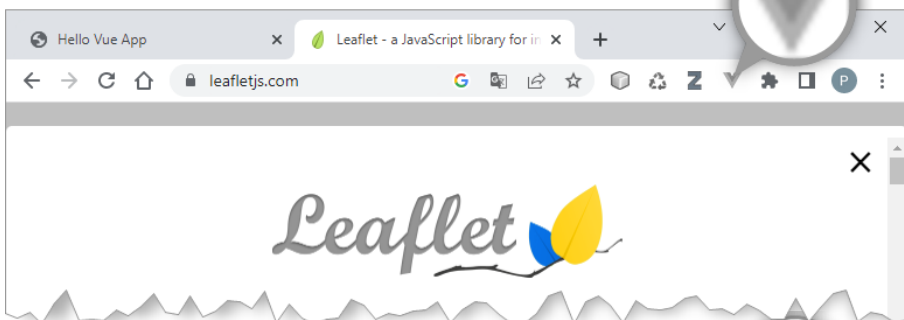 Hello Vue App
Leaflet - a JavaScript library for in
leafletjs.com
G
Z
P
Leaflet